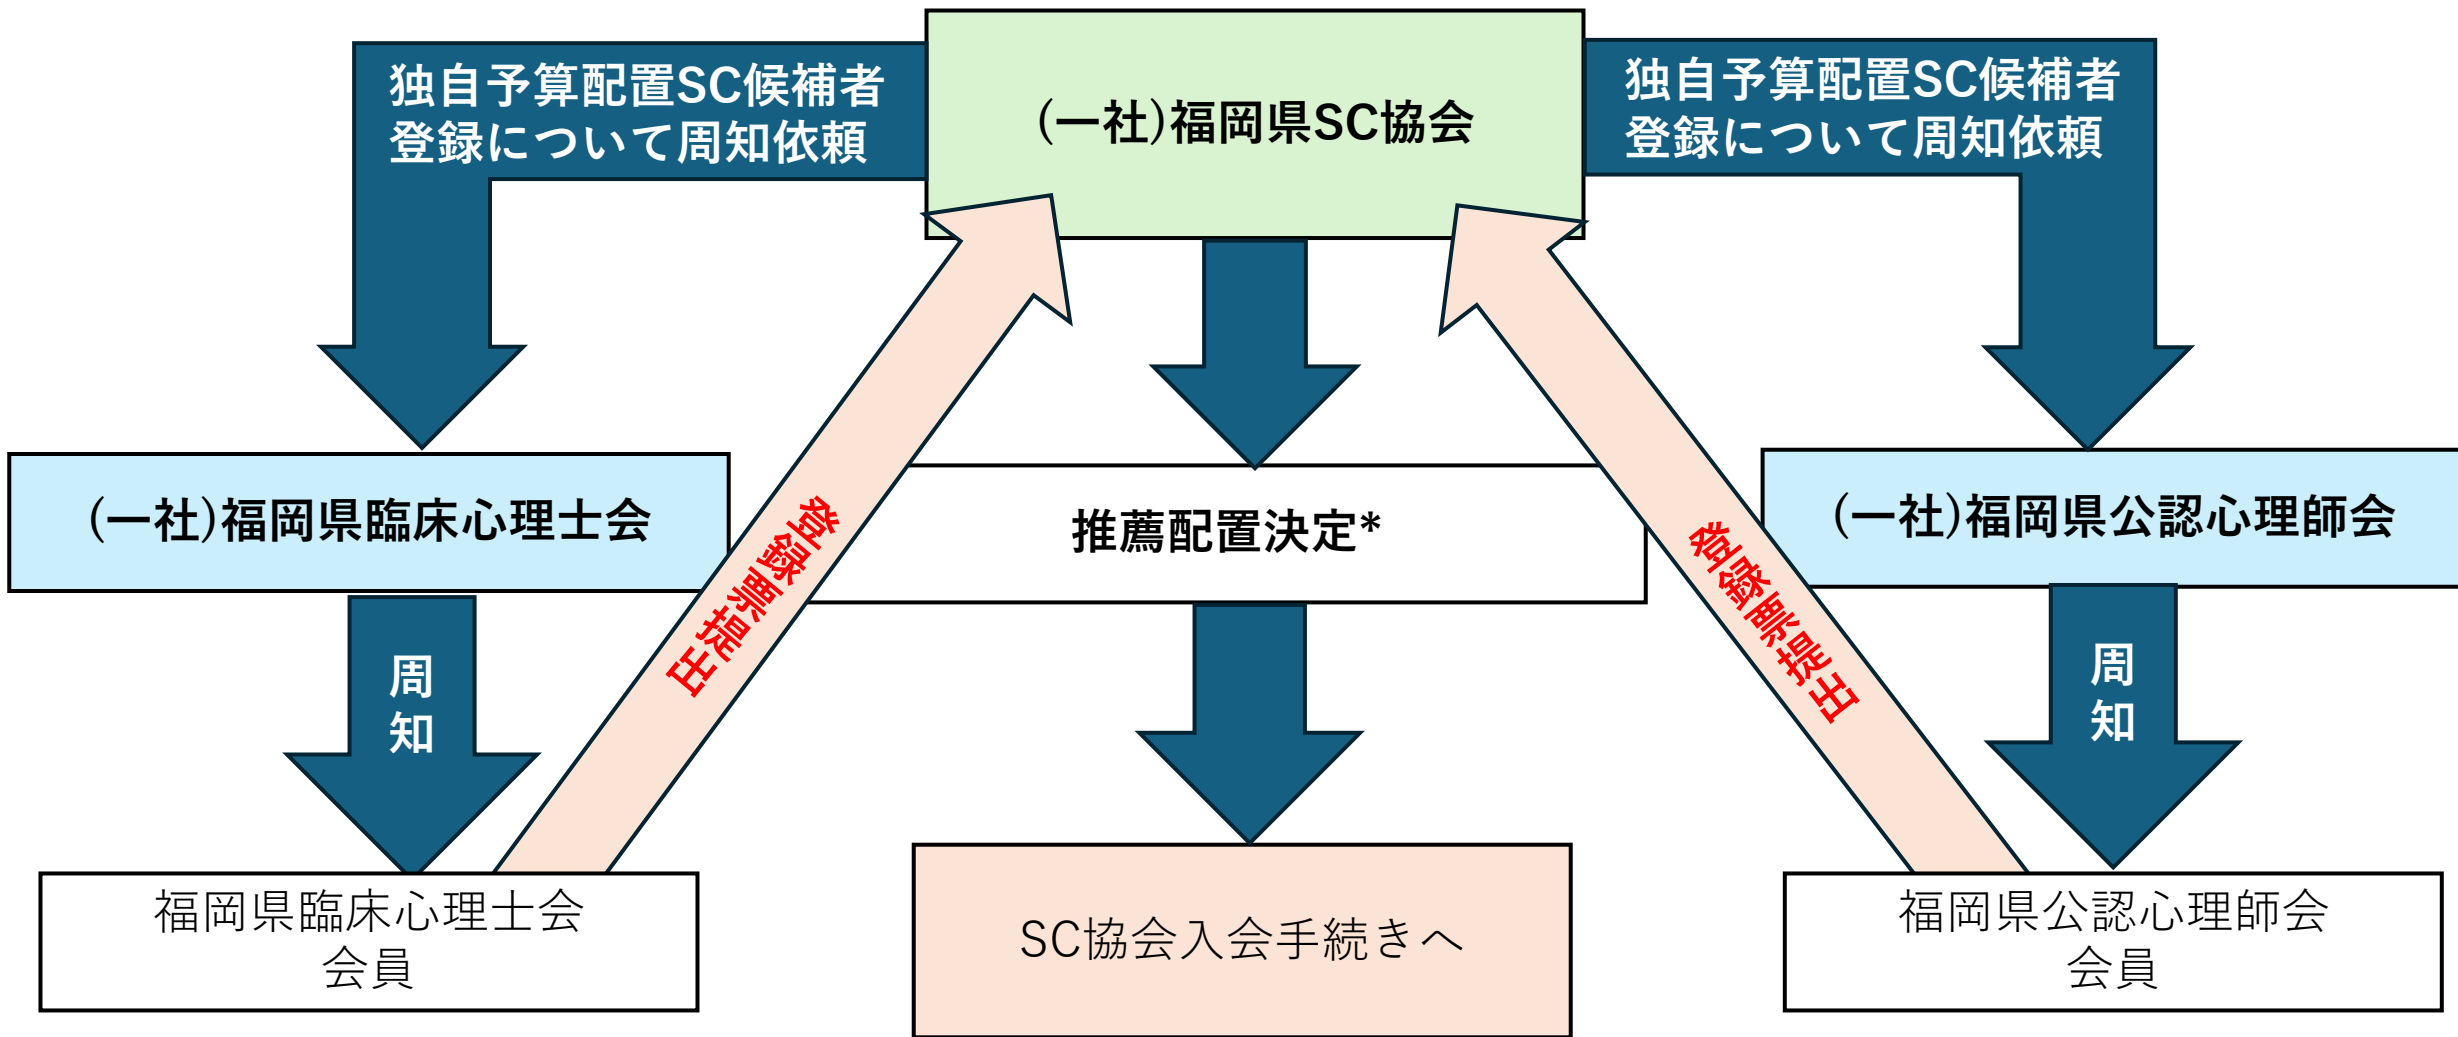 独自予算配置SC候補者
登録について周知依頼
(一社)福岡県SC協会
独自予算配置SC候補者
登録について周知依頼
(一社)福岡県臨床心理士会
登録票提出
推薦配置決定*
登録票提出
(一社)福岡県公認心理師会
周
知
周
知
福岡県臨床心理士会
会員
SC協会入会手続きへ
福岡県公認心理師会
会員